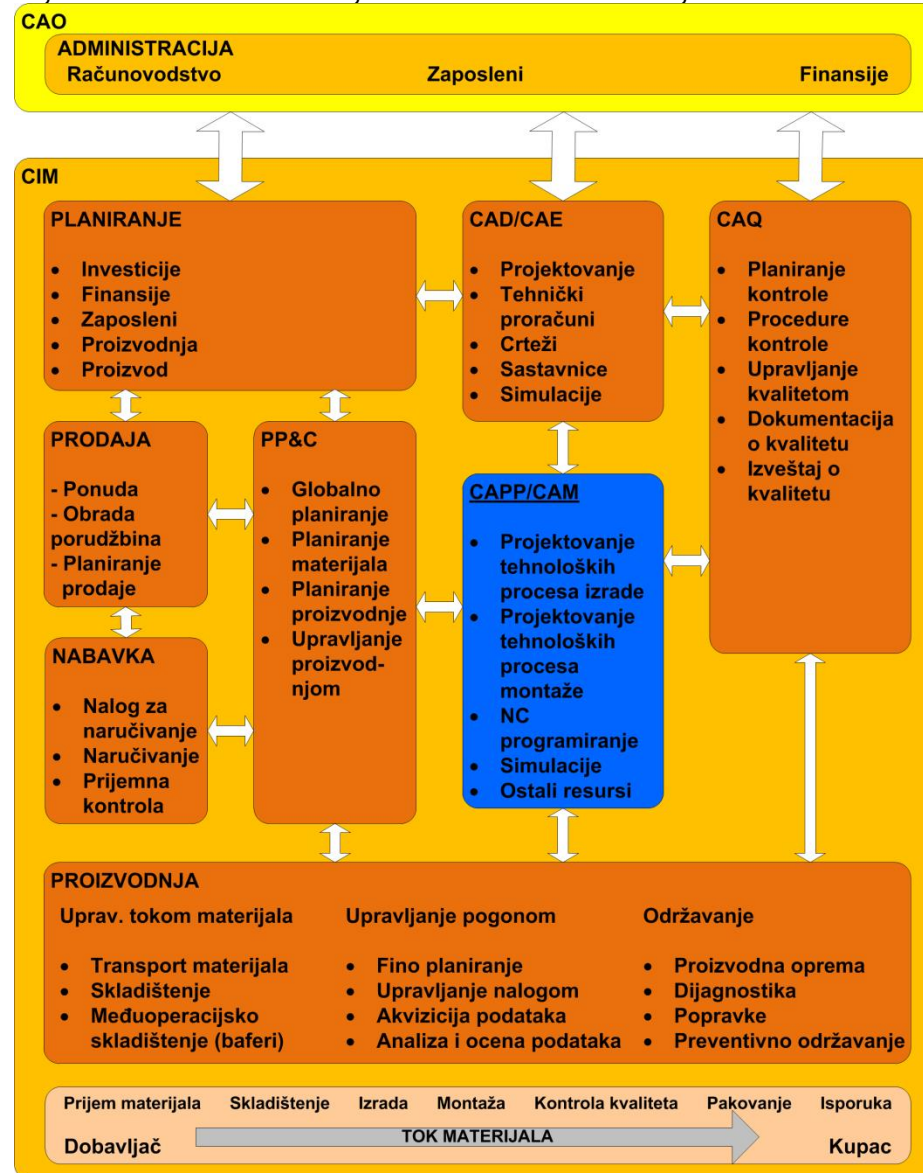 CAO
ADMINISTRACIJA
Računovodstvo Zaposleni Finansije
CIM
PLANIRANJE
• Investicije
• Finansije
• Zaposleni
• Proizvodnja
• Proizvod
CAD/CAE
• Projektovanje
• Tehnički
proračuni
• Crteži
• Sastavnice
• Simulacije
CAQ
• Planiranje
kontrole
• Procedure
kontrole
• Upravljanje
kvalitetom
• Dokumentacija
o kvalitetu
• Izveštaj o
kvalitetu
PRODAJA
- Ponuda
- Obrada
porudžbina
- Planiranje
prodaje
PP&C
• Globalno
planiranje
• Planiranje
materijala
• Planiranje
proizvodnje
• Upravljanje
proizvod-
njom
CAPP/CAM
• Projektovanje
tehnoloških
procesa izrade
• Projektovanje
tehnoloških
procesa
montaže
• NC
programiranje
• Simulacije
• Ostali resursi
NABAVKA
• Nalog za
naručivanje
• Naručivanje
• Prijemna
kontrola
PROIZVODNJA
Uprav. tokom materijala
• Transport materijala
• Skladištenje
• Međuoperacijsko
skladištenje (baferi)
Upravljanje pogonom
• Fino planiranje
• Upravljanje nalogom
• Akvizicija podataka
• Analiza i ocena podataka
Održavanje
• Proizvodna oprema
• Dijagnostika
• Popravke
• Preventivno održavanje
Prijem materijala Skladištenje Izrada Montaža Kontrola kvaliteta Pakovanje Isporuka
Dobavljač TOK MATERIJALA Kupac